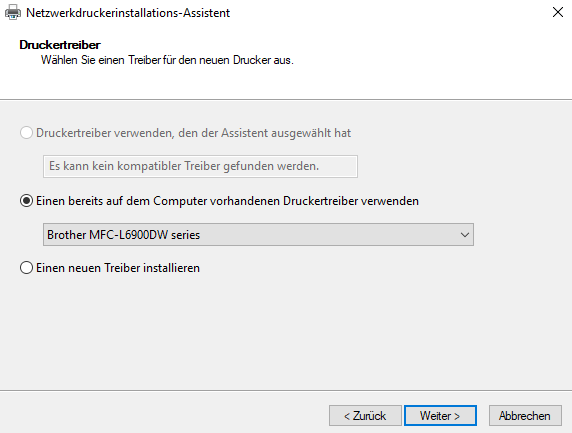 Netzwerkdruckerinstallations-Assistent
Druckertreiber
Wählen Sie einen Treiber für den neuen Drucker aus.
Druckertreiber verwenden, den der Assistent ausgewählt hat
Es kann kein kompatibler Treiber gefunden werden.
Einen bereits auf dem Computer vorhandenen Druckertreiber verwenden
Brother MFC-L6900DW series
Einen neuen Treiber installieren
< Zurück Weiter > Abbrechen